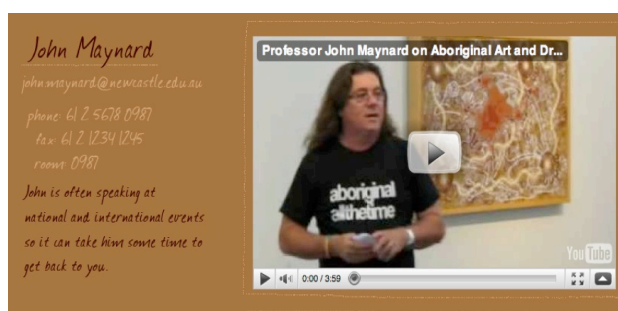 John Maynard
john.maynard@newcastle.edu.au
phone: 61 2 5678 0987
fax: 61 2 1234 1245
room: 0987
John is often speaking at
national and international events
so it can take him some time to
get back to you.
Professor John Maynard on Aboriginal Art and Dr...
aboriginal
allthetime
YouTube
0:00 / 3:59